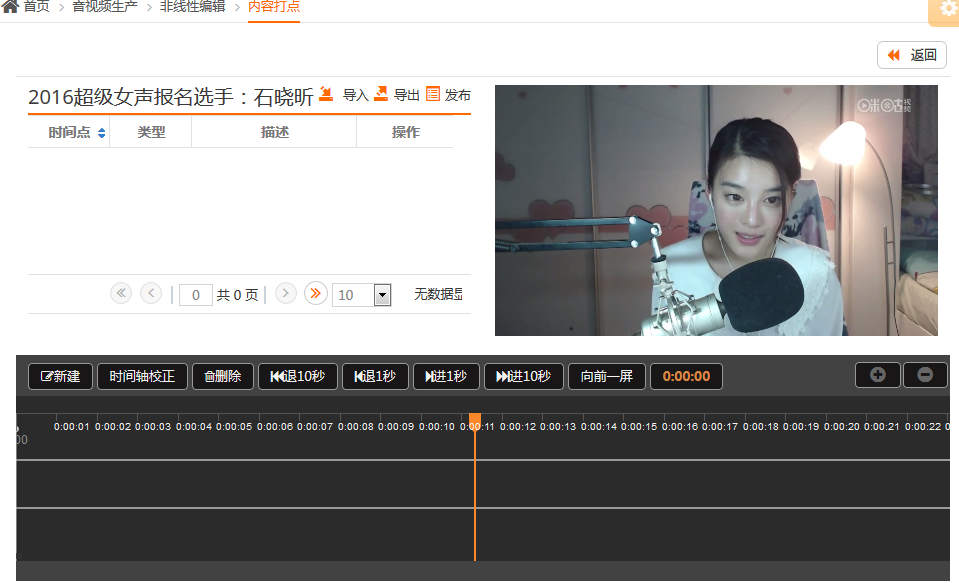 首页 > 音视频生产 > 非线性编辑 > 内容打点
返回
2016超级女声报名选手：石晓昕 导入 导出 发布
时间点 类型 描述 操作
咪咕视频
0 共 0 页 10 无数据显
新建 时间轴校正 删除 退10秒 退1秒 进1秒 进10秒 向前一屏 0:00:00
0:00:01 0:00:02 0:00:03 0:00:04 0:00:05 0:00:06 0:00:07 0:00:08 0:00:09 0:00:10 0:00:11 0:00:12 0:00:13 0:00:14 0:00:15 0:00:16 0:00:17 0:00:18 0:00:19 0:00:20 0:00:21 0:00:22 0
00